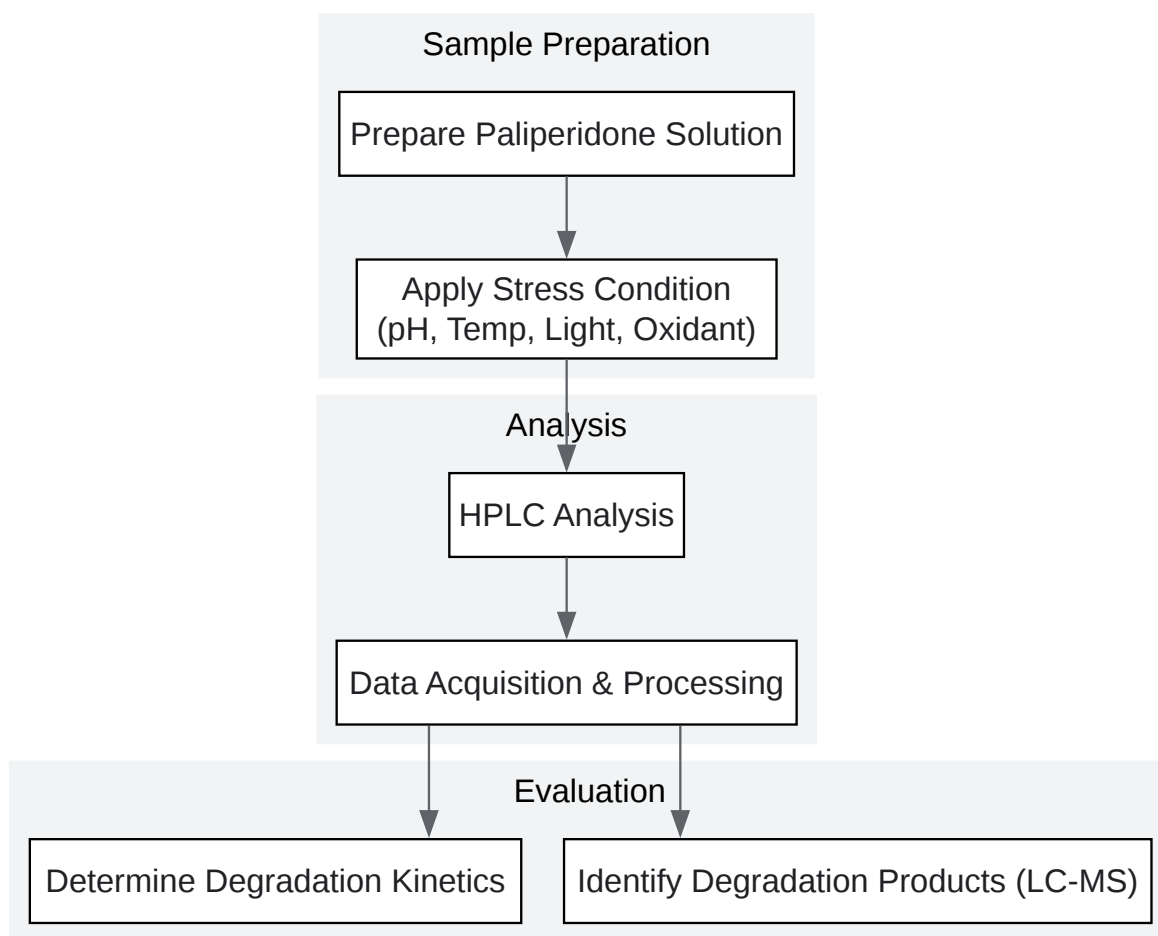 Sample Preparation
Prepare Paliperidone Solution
Apply Stress Condition
(pH, Temp, Light, Oxidant)
Analysis
HPLC Analysis
Data Acquisition & Processing
Evaluation
Determine Degradation Kinetics
Identify Degradation Products (LC-MS)